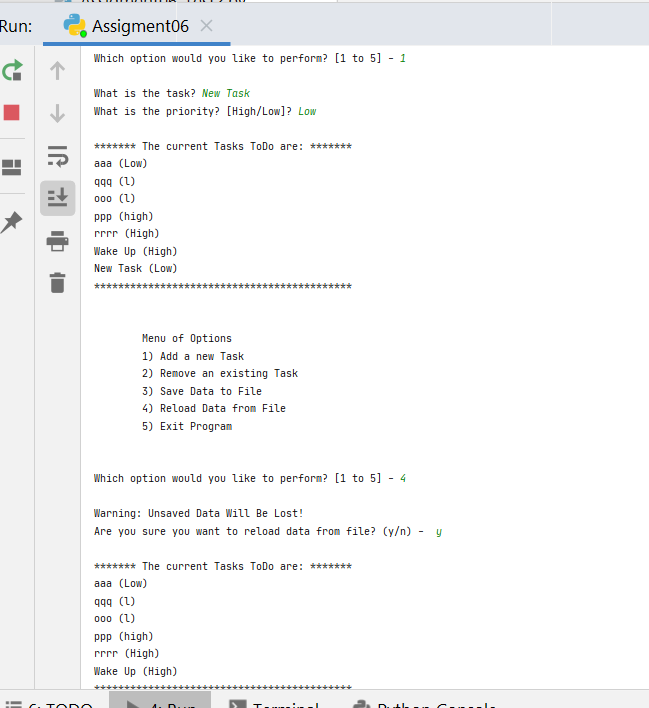 Run:
Assigment06
Which option would you like to perform? [1 to 5] - 1
What is the task? New Task
What is the priority? [High/Low]? Low
******* The current Tasks ToDo are: *******
aaa (Low)
qqq (l)
ooo (l)
ppp (high)
rrrr (High)
Wake Up (High)
New Task (Low)
*******************************************
Menu of Options
1) Add a new Task
2) Remove an existing Task
3) Save Data to File
4) Reload Data from File
5) Exit Program
Which option would you like to perform? [1 to 5] - 4
Warning: Unsaved Data Will Be Lost!
Are you sure you want to reload data from file? (y/n) -  y
******* The current Tasks ToDo are: *******
aaa (Low)
qqq (l)
ooo (l)
ppp (high)
rrrr (High)
Wake Up (High)
*******************************************
6: TODO 4: Run Terminal Python Console